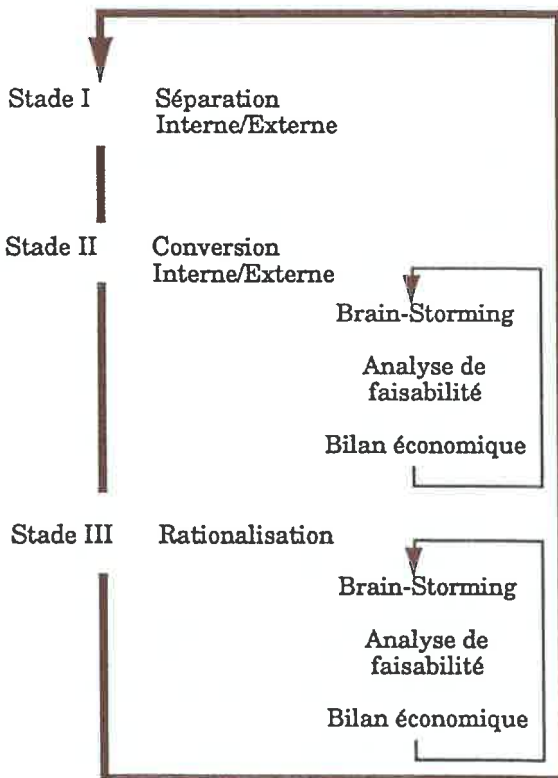 Stade I Séparation
Interne/Externe
Stade II Conversion
Interne/Externe
Brain-Storming
Analyse de
faisabilité
Bilan économique
Stade III Rationalisation
Brain-Storming
Analyse de
faisabilité
Bilan économique